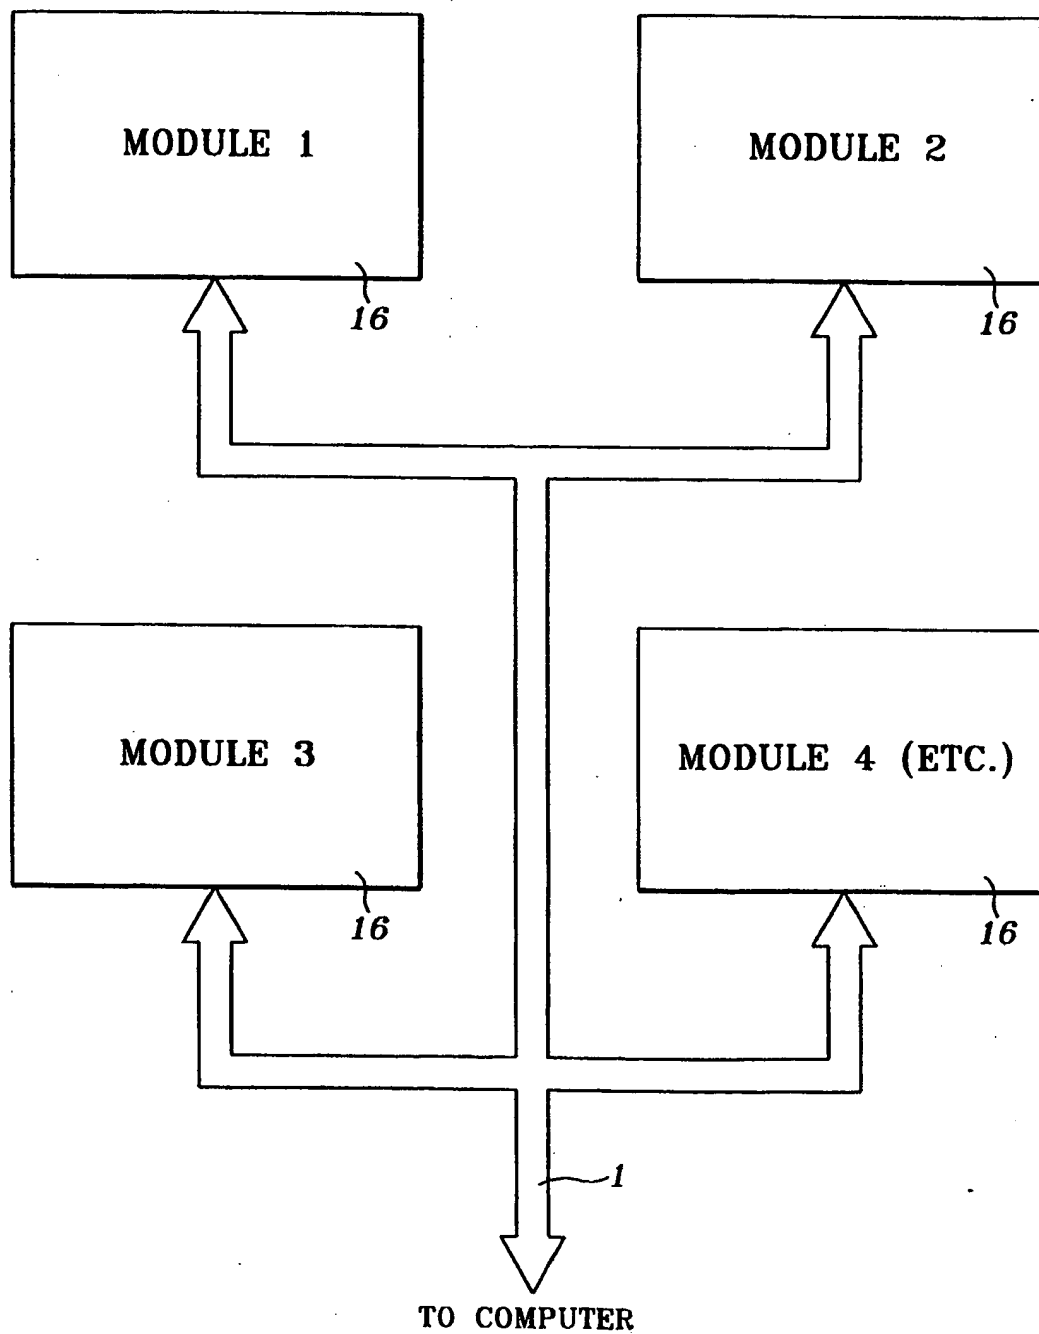 MODULE 1
MODULE 2
16
16
MODULE 3
MODULE 4 (ETC.)
16
16
1
TO COMPUTER